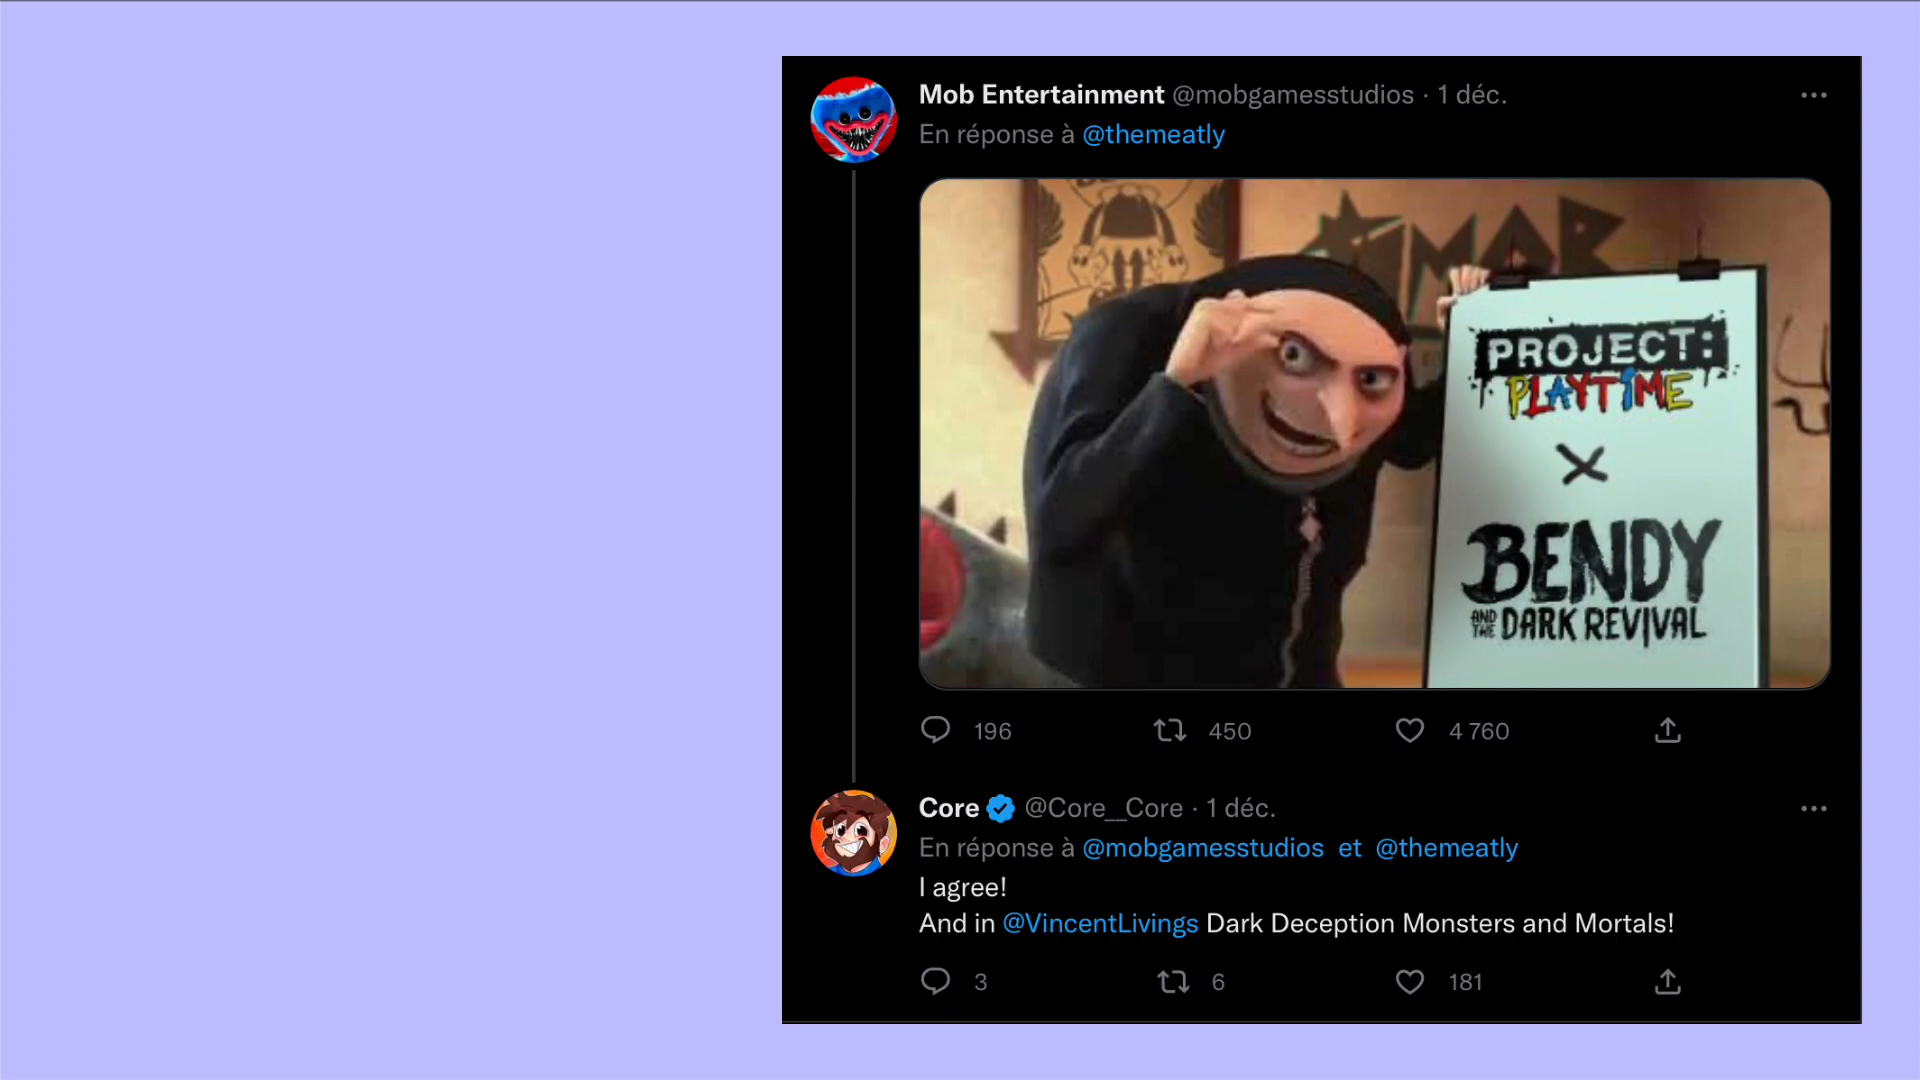 Mob Entertainment @mobgamesstudios · 1 déc.
En réponse à @themeatly
MOB
PROJECT:
PLAYTIME
X
BENDY
AND THE DARK REVIVAL
196 450 4 760
Core @Core__Core · 1 déc.
En réponse à @mobgamesstudios et @themeatly
I agree!
And in @VincentLivings Dark Deception Monsters and Mortals!
3 6 181